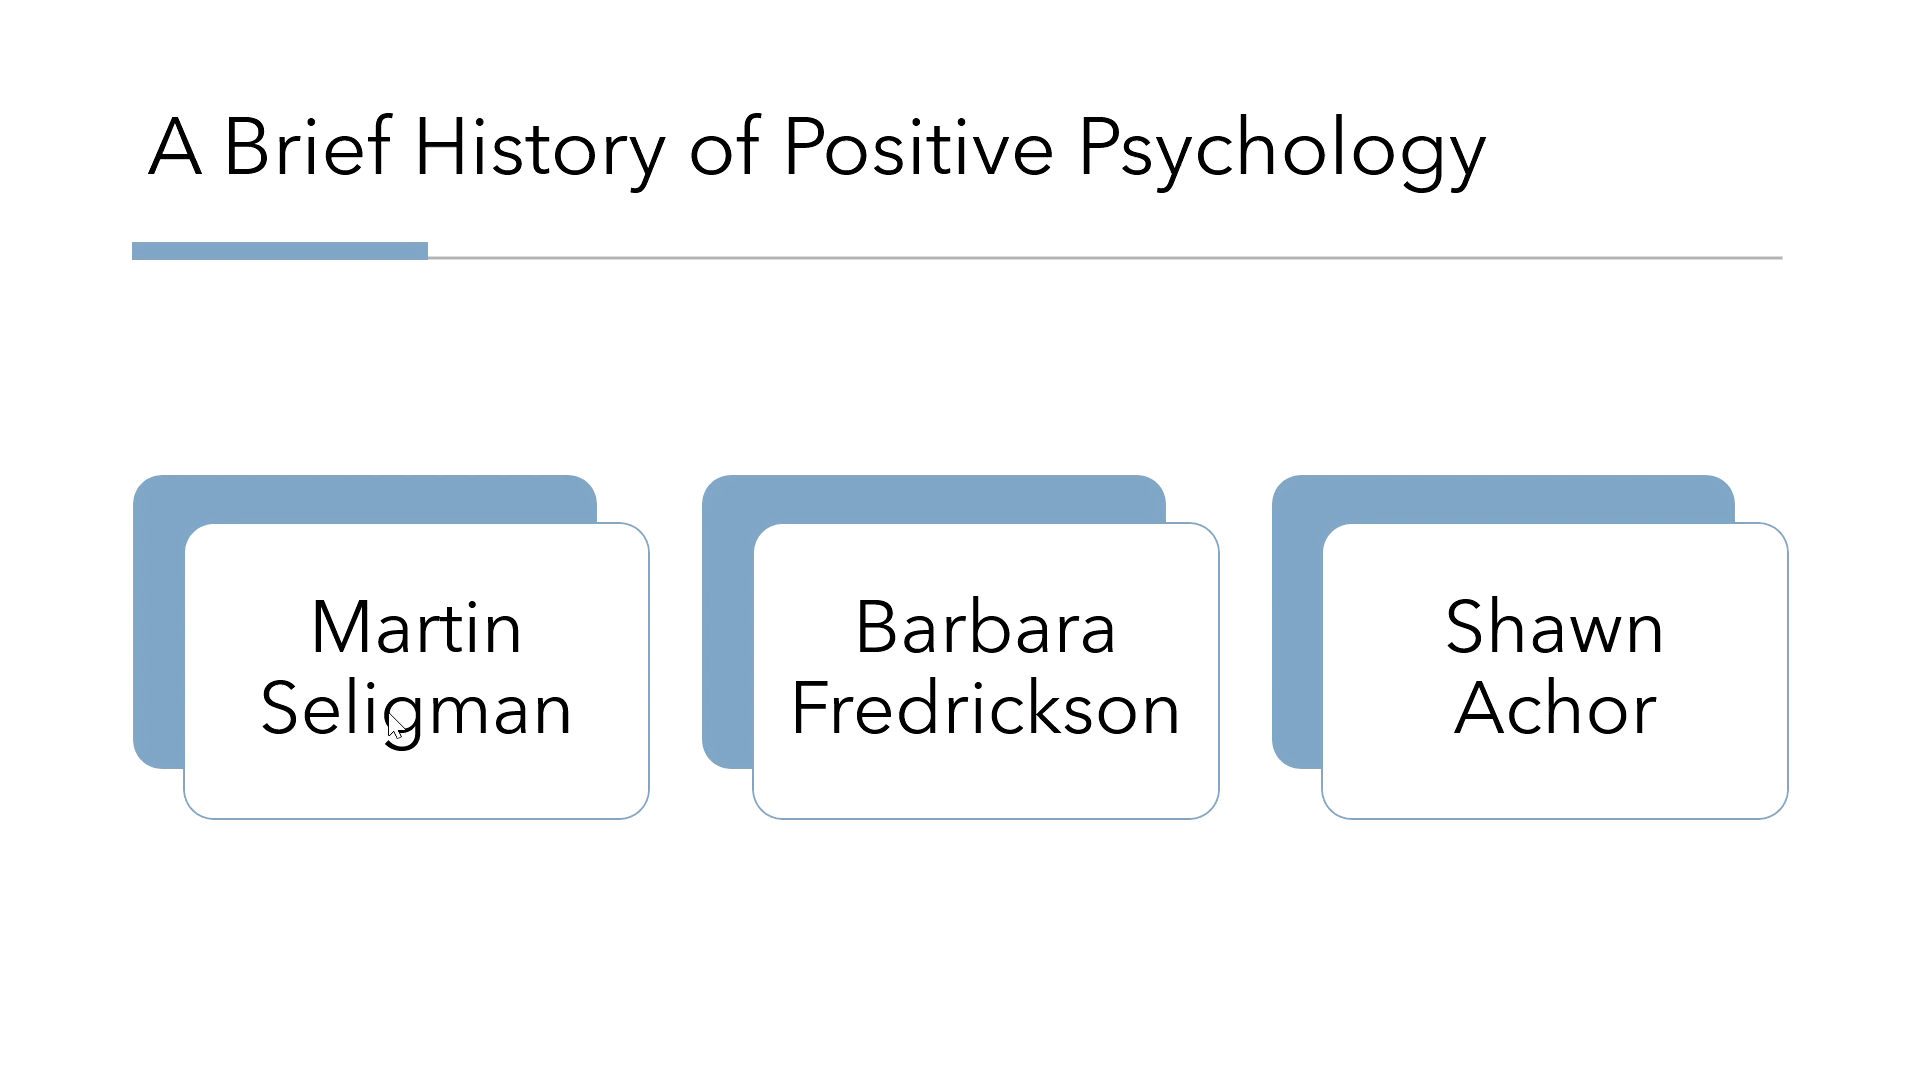 A Brief History of Positive Psychology
Martin
Seligman
Barbara
Fredrickson
Shawn
Achor